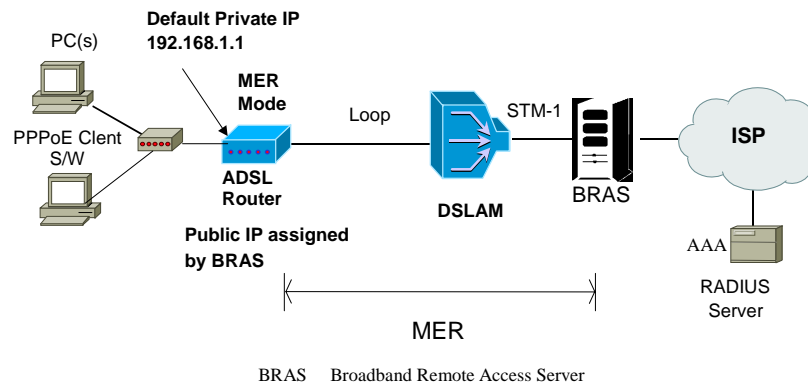 Default Private IP
192.168.1.1
PC(s)
MER
Mode
Loop
STM-1
ISP
PPPoE Clent
S/W
ADSL
Router
DSLAM
BRAS
Public IP assigned
by BRAS
AAA
RADIUS
Server
MER
BRAS Broadband Remote Access Server